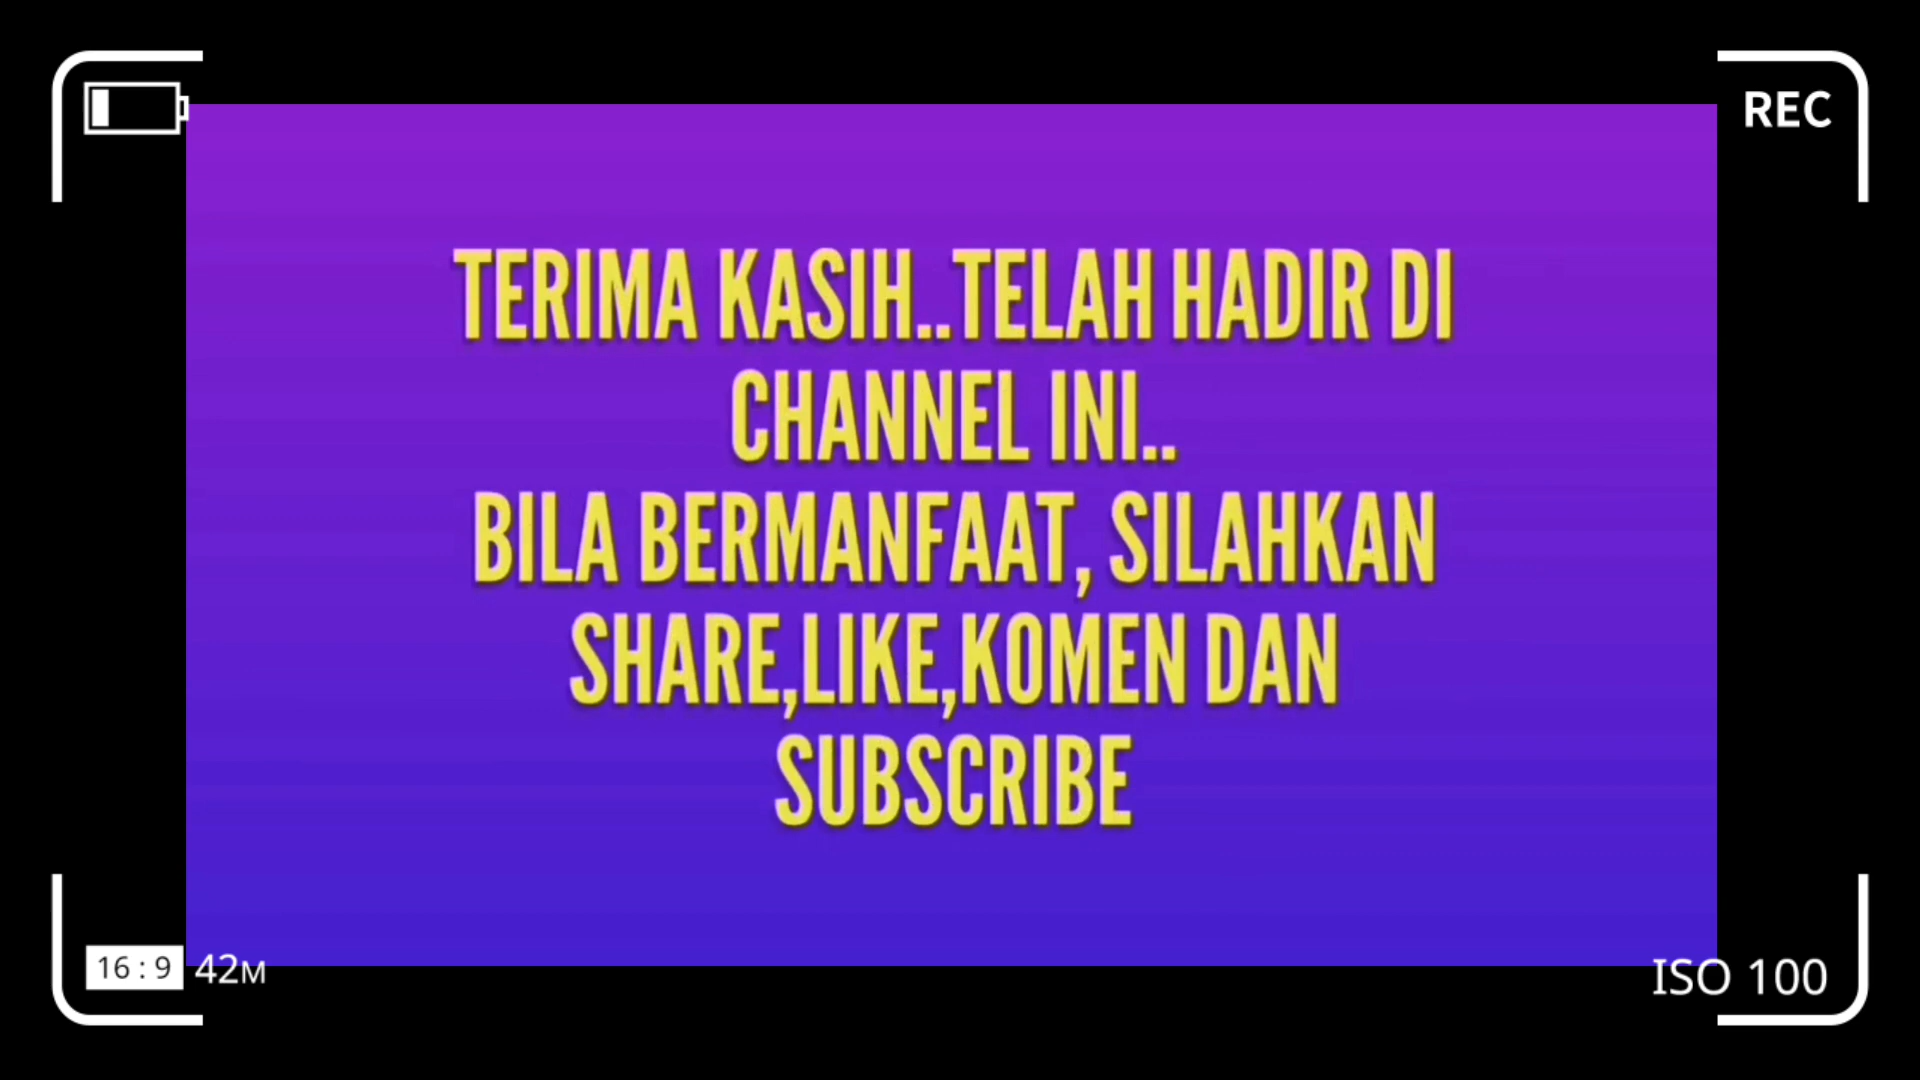 REC
TERIMA KASIH..TELAH HADIR DI
CHANNEL INI..
BILA BERMANFAAT, SILAHKAN
SHARE,LIKE,KOMEN DAN
SUBSCRIBE
16 : 9 42M
ISO 100